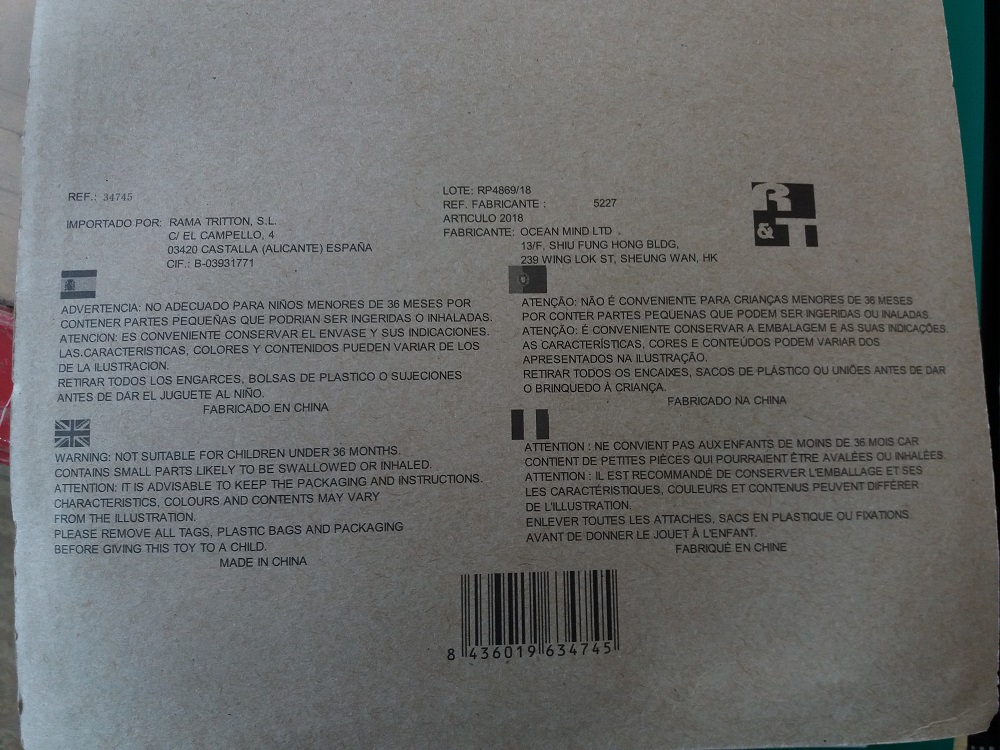 REF.: 34745
IMPORTADO POR: RAMA TRITTON, S.L.
C/ EL CAMPELLO, 4
03420 CASTALLA (ALICANTE) ESPAÑA
CIF.: B-03931771
LOTE: RP4869/18
REF. FABRICANTE : 5227
ARTICULO 2018
FABRICANTE: OCEAN MIND LTD .
13/F. SHIU FUNG HONG BLDG,
239 WING LOK ST, SHEUNG WAN, HK
R
& T
ADVERTENCIA: NO ADECUADO PARA NIÑOS MENORES DE 36 MESES POR
CONTENER PARTES PEQUEÑAS QUE PODRIAN SER INGERIDAS O INHALADAS.
ATENCION: ES CONVENIENTE CONSERVAR EL ENVASE Y SUS INDICACIONES.
LAS.CARACTERISTICAS, COLORES Y CONTENIDOS PUEDEN VARIAR DE LOS
DE LA ILUSTRACION.
RETIRAR TODOS LOS ENGARCES, BOLSAS DE PLASTICO O SUJECIONES
ANTES DE DAR EL JUGUETE AL NIÑO.
FABRICADO EN CHINA
ATENÇÃO: NÃO É CONVENIENTE PARA CRIANÇAS MENORES DE 36 MESES
POR CONTER PARTES PEQUENAS QUE PODEM SER INGERIDAS OU INALADAS.
ATENÇÃO: É CONVENIENTE CONSERVAR A EMBALAGEM E AS SUAS INDICAÇÕES.
AS CARACTERÍSTICAS, CORES E CONTEÚDOS PODEM VARIAR DOS
APRESENTADOS NA ILUSTRAÇÃO.
RETIRAR TODOS OS ENCAIXES, SACOS DE PLÁSTICO OU UNIÕES ANTES DE DAR
O BRINQUEDO À CRIANÇA.
FABRICADO NA CHINA
WARNING: NOT SUITABLE FOR CHILDREN UNDER 36 MONTHS.
CONTAINS SMALL PARTS LIKELY TO BE SWALLOWED OR INHALED.
ATTENTION: IT IS ADVISABLE TO KEEP THE PACKAGING AND INSTRUCTIONS.
CHARACTERISTICS, COLOURS AND CONTENTS MAY VARY
FROM THE ILLUSTRATION.
PLEASE REMOVE ALL TAGS, PLASTIC BAGS AND PACKAGING
BEFORE GIVING THIS TOY TO A CHILD.
MADE IN CHINA
ATTENTION : NE CONVIENT PAS AUX ENFANTS DE MOINS DE 36 MOIS CAR
CONTIENT DE PETITES PIÈCES QUI POURRAIENT ÊTRE AVALÉES OU INHALÉES.
ATTENTION : IL EST RECOMMANDÉ DE CONSERVER L'EMBALLAGE ET SES
LES CARACTÉRISTIQUES, COULEURS ET CONTENUS PEUVENT DIFFÉRER
DE L'ILLUSTRATION.
ENLEVER TOUTES LES ATTACHES, SACS EN PLASTIQUE OU FIXATIONS
AVANT DE DONNER LE JOUET À L'ENFANT.
FABRIQUÉ EN CHINE
8 436019 634745